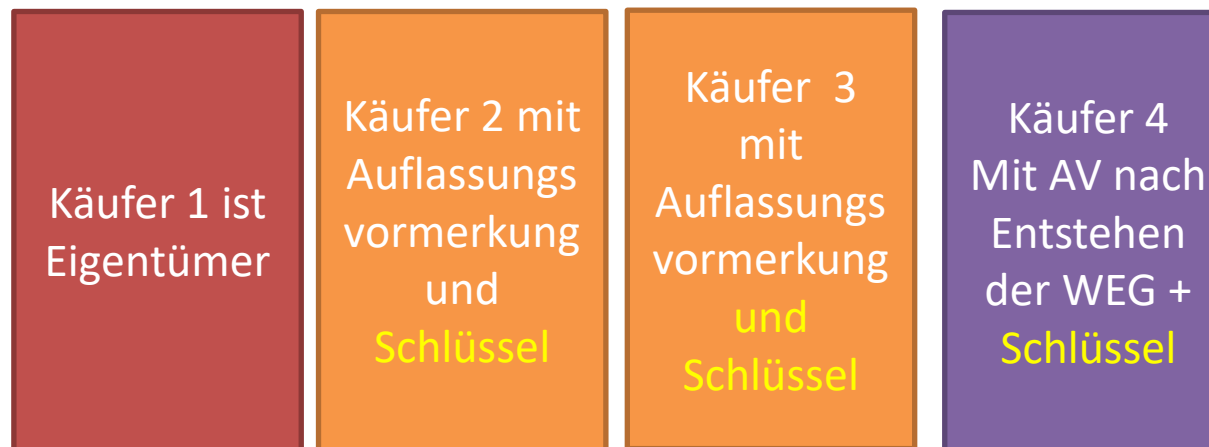 Käufer 1 ist
Eigentümer
Käufer 2 mit
Auflassungs
vormerkung
und
Schlüssel
Käufer  3
mit
Auflassungs
vormerkung
und
Schlüssel
Käufer 4
Mit AV nach
Entstehen
der WEG +
Schlüssel